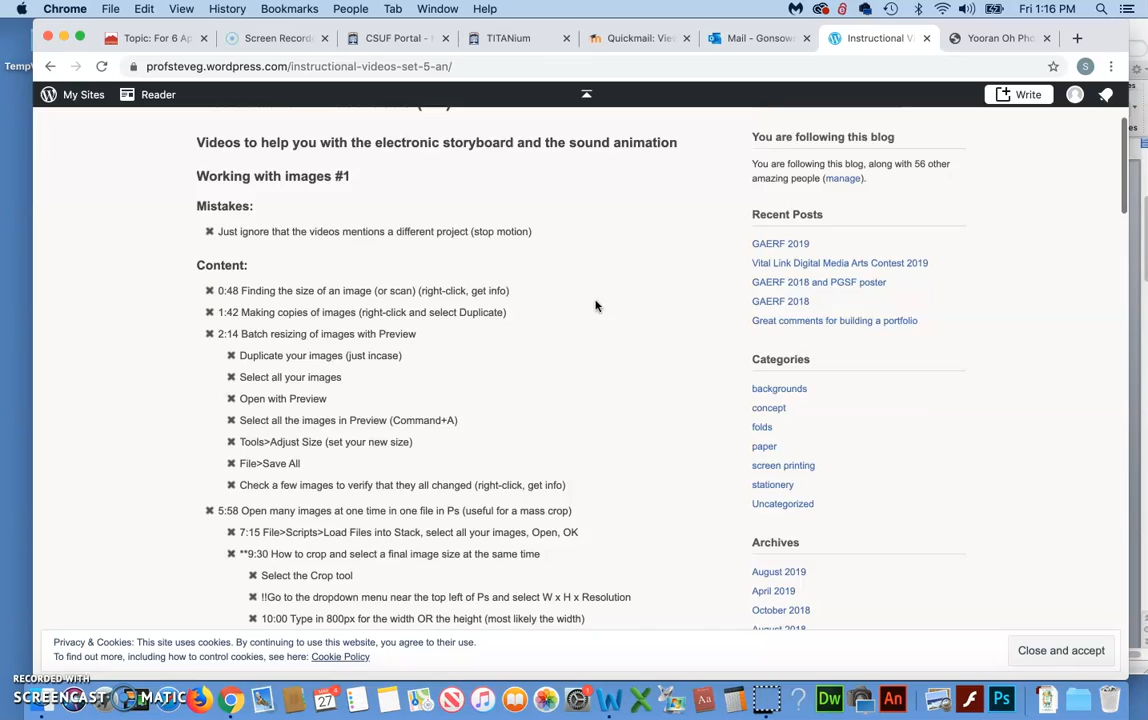 Chrome File Edit View History Bookmarks People Tab Window Help Fri 1:16 PM
Topic: For 6 Ap
Screen Record
CSUF Portal -
TITANium
Quickmail: Vie
Mail - Gonsow
Instructional V
Yooran Oh Pho
Temp
profsteveg.wordpress.com/instructional-videos-set-5-an/
S
My Sites Reader Write
Videos to help you with the electronic storyboard and the sound animation
Working with images #1
Mistakes:
Just ignore that the videos mentions a different project (stop motion)
Content:
0:48 Finding the size of an image (or scan) (right-click, get info)
1:42 Making copies of images (right-click and select Duplicate)
2:14 Batch resizing of images with Preview
Duplicate your images (just incase)
Select all your images
Open with Preview
Select all the images in Preview (Command+A)
Tools>Adjust Size (set your new size)
File>Save All
Check a few images to verify that they all changed (right-click, get info)
5:58 Open many images at one time in one file in Ps (useful for a mass crop)
7:15 File>Scripts>Load Files into Stack, select all your images, Open, OK
**9:30 How to crop and select a final image size at the same time
Select the Crop tool
!!Go to the dropdown menu near the top left of Ps and select W x H x Resolution
10:00 Type in 800px for the width OR the height (most likely the width)
You are following this blog
You are following this blog, along with 56 other
amazing people (manage).
Recent Posts
GAERF 2019
Vital Link Digital Media Arts Contest 2019
GAERF 2018 and PGSF poster
GAERF 2018
Great comments for building a portfolio
Categories
backgrounds
concept
folds
paper
screen printing
stationery
Uncategorized
Archives
August 2019
April 2019
October 2018
August 2018
Privacy & Cookies: This site uses cookies. By continuing to use this website, you agree to their use.
To find out more, including how to control cookies, see here: Cookie Policy
Close and accept
RECORDED WITH
SCREENCAST MATIC
27
Aa
Dw
An
Ps